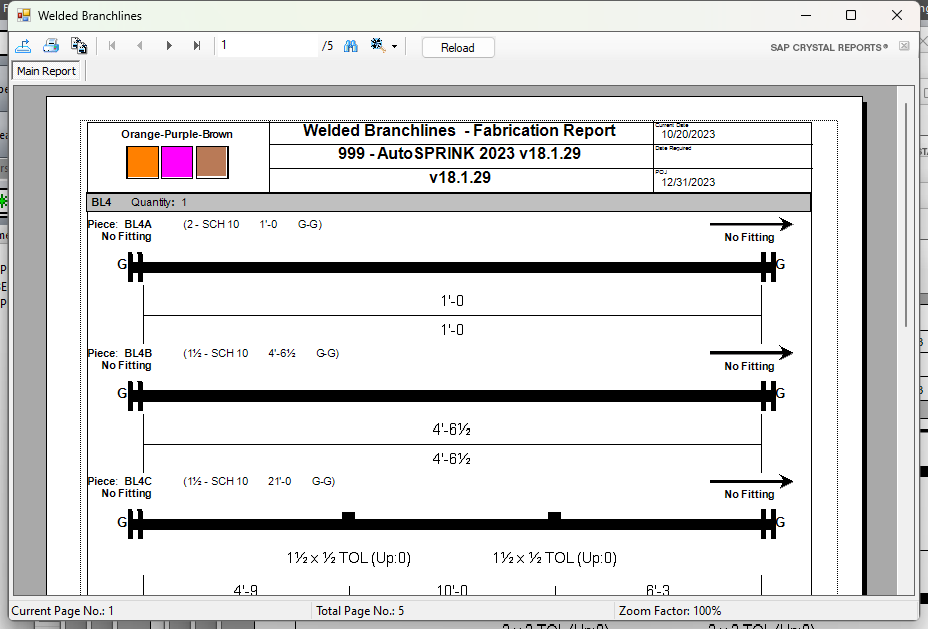 Welded Branchlines
1 /5 Reload SAP CRYSTAL REPORTS®
Main Report
Orange-Purple-Brown
Welded Branchlines - Fabrication Report
999 - AutoSPRINK 2023 v18.1.29
v18.1.29
Current Date
10/20/2023
Date Required
POJ
12/31/2023
BL4 Quantity: 1
Piece: BL4A (2 - SCH 10 1'-0 G-G)
No Fitting No Fitting
G G
1'-0
1'-0
Piece: BL4B (1½ - SCH 10 4'-6½ G-G)
No Fitting No Fitting
G G
4'-6½
4'-6½
Piece: BL4C (1½ - SCH 10 21'-0 G-G)
No Fitting No Fitting
G G
1½ x ½ TOL (Up:0) 1½ x ½ TOL (Up:0)
4'-9 10'-0 6'-3
Current Page No.: 1 Total Page No.: 5 Zoom Factor: 100%